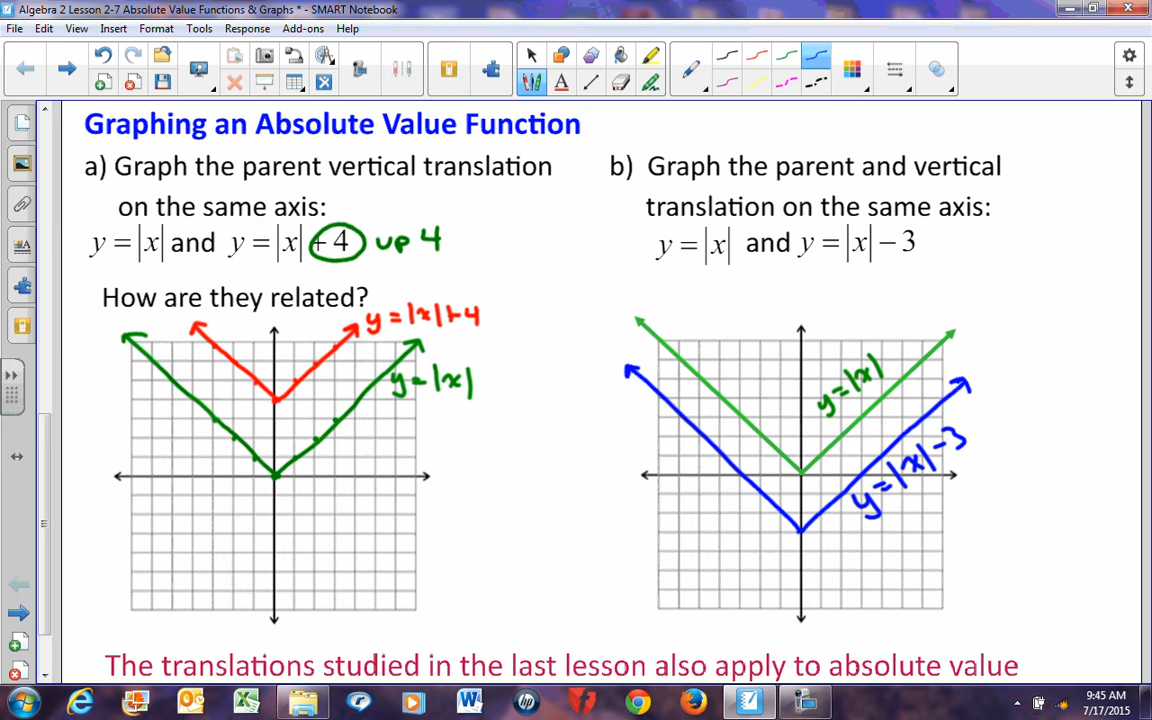 Algebra 2 Lesson 2-7 Absolute Value Functions & Graphs * - SMART Notebook
File Edit View Insert Format Tools Response Add-ons Help
Graphing an Absolute Value Function
a) Graph the parent vertical translation
on the same axis:
y = |x| and y = |x| + 4 up 4
How are they related?
y = |x| + 4
y = |x|
b) Graph the parent and vertical
translation on the same axis:
y = |x| and y = |x| − 3
y = |x|
y = |x| − 3
The translations studied in the last lesson also apply to absolute value
9:45 AM
7/17/2015